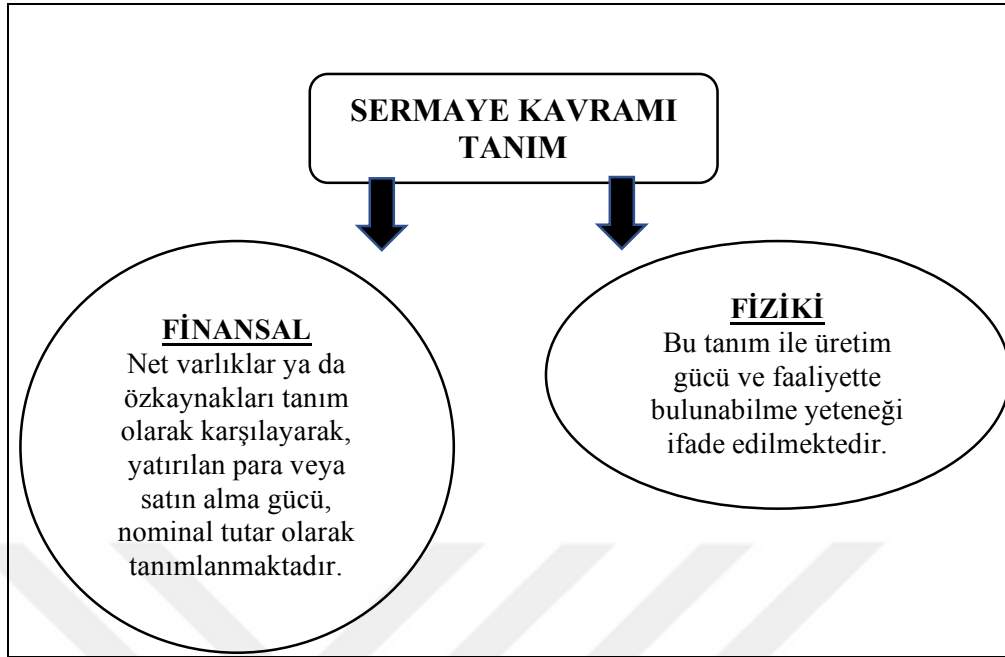 SERMAYE KAVRAMI
TANIM
FİNANSAL
Net varlıklar ya da
özkaynakları tanım
olarak karşılayarak,
yatırılan para veya
satın alma gücü,
nominal tutar olarak
tanımlanmaktadır.
FİZİKİ
Bu tanım ile üretim
gücü ve faaliyette
bulunabilme yeteneği
ifade edilmektedir.